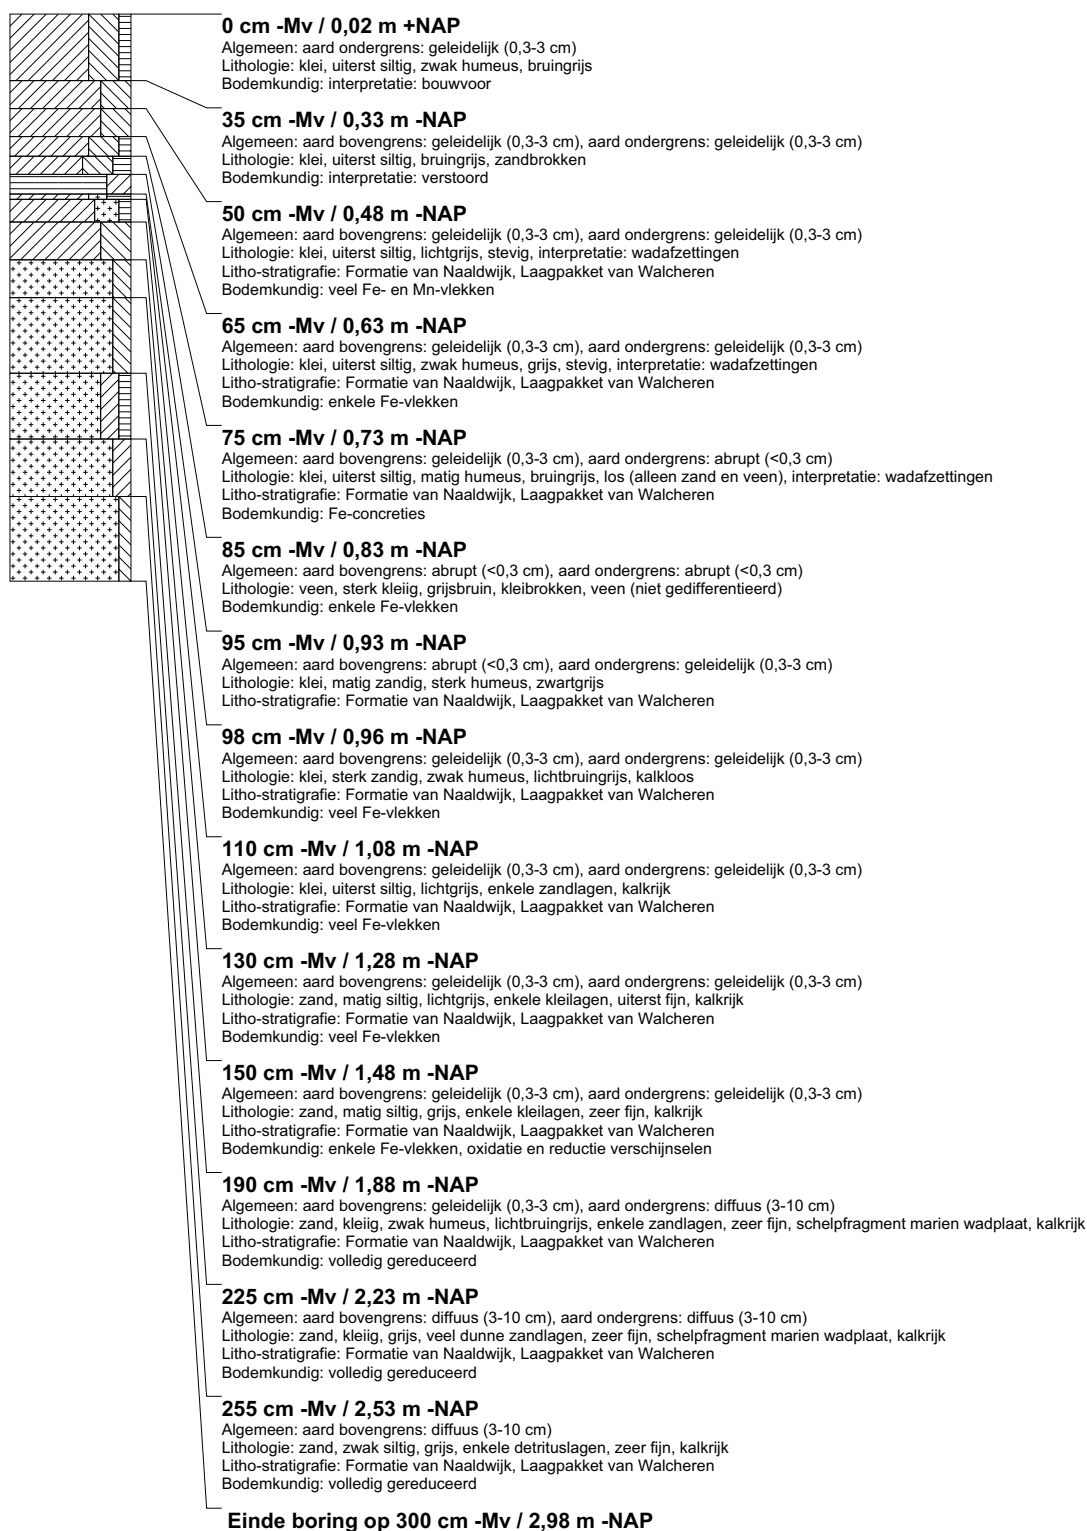 0 cm -Mv / 0,02 m +NAP
Algemeen: aard ondergrens: geleidelijk (0,3-3 cm)
Lithologie: klei, uiterst siltig, zwak humeus, bruingrijs
Bodemkundig: interpretatie: bouwvoor
35 cm -Mv / 0,33 m -NAP
Algemeen: aard bovengrens: geleidelijk (0,3-3 cm), aard ondergrens: geleidelijk (0,3-3 cm)
Lithologie: klei, uiterst siltig, bruingrijs, zandbrokken
Bodemkundig: interpretatie: verstoord
50 cm -Mv / 0,48 m -NAP
Algemeen: aard bovengrens: geleidelijk (0,3-3 cm), aard ondergrens: geleidelijk (0,3-3 cm)
Lithologie: klei, uiterst siltig, lichtgrijs, stevig, interpretatie: wadafzettingen
Litho-stratigrafie: Formatie van Naaldwijk, Laagpakket van Walcheren
Bodemkundig: veel Fe- en Mn-vlekken
65 cm -Mv / 0,63 m -NAP
Algemeen: aard bovengrens: geleidelijk (0,3-3 cm), aard ondergrens: geleidelijk (0,3-3 cm)
Lithologie: klei, uiterst siltig, zwak humeus, grijs, stevig, interpretatie: wadafzettingen
Litho-stratigrafie: Formatie van Naaldwijk, Laagpakket van Walcheren
Bodemkundig: enkele Fe-vlekken
75 cm -Mv / 0,73 m -NAP
Algemeen: aard bovengrens: geleidelijk (0,3-3 cm), aard ondergrens: abrupt (<0,3 cm)
Lithologie: klei, uiterst siltig, matig humeus, bruingrijs, los (alleen zand en veen), interpretatie: wadafzettingen
Litho-stratigrafie: Formatie van Naaldwijk, Laagpakket van Walcheren
Bodemkundig: Fe-concreties
85 cm -Mv / 0,83 m -NAP
Algemeen: aard bovengrens: abrupt (<0,3 cm), aard ondergrens: abrupt (<0,3 cm)
Lithologie: veen, sterk kleiig, grijsbruin, kleibrokken, veen (niet gedifferentieerd)
Bodemkundig: enkele Fe-vlekken
95 cm -Mv / 0,93 m -NAP
Algemeen: aard bovengrens: abrupt (<0,3 cm), aard ondergrens: geleidelijk (0,3-3 cm)
Lithologie: klei, matig zandig, sterk humeus, zwartgrijs
Litho-stratigrafie: Formatie van Naaldwijk, Laagpakket van Walcheren
98 cm -Mv / 0,96 m -NAP
Algemeen: aard bovengrens: geleidelijk (0,3-3 cm), aard ondergrens: geleidelijk (0,3-3 cm)
Lithologie: klei, sterk zandig, zwak humeus, lichtbruingrijs, kalkloos
Litho-stratigrafie: Formatie van Naaldwijk, Laagpakket van Walcheren
Bodemkundig: veel Fe-vlekken
110 cm -Mv / 1,08 m -NAP
Algemeen: aard bovengrens: geleidelijk (0,3-3 cm), aard ondergrens: geleidelijk (0,3-3 cm)
Lithologie: klei, uiterst siltig, lichtgrijs, enkele zandlagen, kalkrijk
Litho-stratigrafie: Formatie van Naaldwijk, Laagpakket van Walcheren
Bodemkundig: veel Fe-vlekken
130 cm -Mv / 1,28 m -NAP
Algemeen: aard bovengrens: geleidelijk (0,3-3 cm), aard ondergrens: geleidelijk (0,3-3 cm)
Lithologie: zand, matig siltig, lichtgrijs, enkele kleilagen, uiterst fijn, kalkrijk
Litho-stratigrafie: Formatie van Naaldwijk, Laagpakket van Walcheren
Bodemkundig: veel Fe-vlekken
150 cm -Mv / 1,48 m -NAP
Algemeen: aard bovengrens: geleidelijk (0,3-3 cm), aard ondergrens: geleidelijk (0,3-3 cm)
Lithologie: zand, matig siltig, grijs, enkele kleilagen, zeer fijn, kalkrijk
Litho-stratigrafie: Formatie van Naaldwijk, Laagpakket van Walcheren
Bodemkundig: enkele Fe-vlekken, oxidatie en reductie verschijnselen
190 cm -Mv / 1,88 m -NAP
Algemeen: aard bovengrens: geleidelijk (0,3-3 cm), aard ondergrens: diffuus (3-10 cm)
Lithologie: zand, kleiig, zwak humeus, lichtbruingrijs, enkele zandlagen, zeer fijn, schelpfragment marien wadplaat, kalkrijk
Litho-stratigrafie: Formatie van Naaldwijk, Laagpakket van Walcheren
Bodemkundig: volledig gereduceerd
225 cm -Mv / 2,23 m -NAP
Algemeen: aard bovengrens: diffuus (3-10 cm), aard ondergrens: diffuus (3-10 cm)
Lithologie: zand, kleiig, grijs, veel dunne zandlagen, zeer fijn, schelpfragment marien wadplaat, kalkrijk
Litho-stratigrafie: Formatie van Naaldwijk, Laagpakket van Walcheren
Bodemkundig: volledig gereduceerd
255 cm -Mv / 2,53 m -NAP
Algemeen: aard bovengrens: diffuus (3-10 cm)
Lithologie: zand, zwak siltig, grijs, enkele detrituslagen, zeer fijn, kalkrijk
Litho-stratigrafie: Formatie van Naaldwijk, Laagpakket van Walcheren
Bodemkundig: volledig gereduceerd
Einde boring op 300 cm -Mv / 2,98 m -NAP